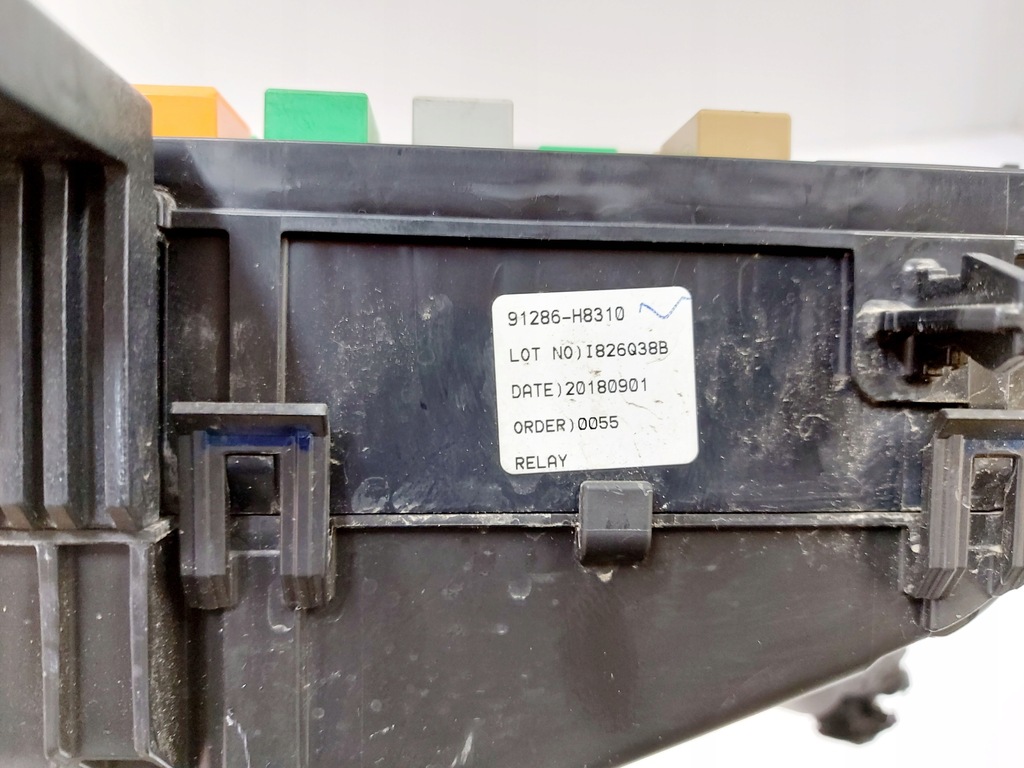 91286-H8310
LOT NO)I826Q38B
DATE)20180901
ORDER)0055
RELAY